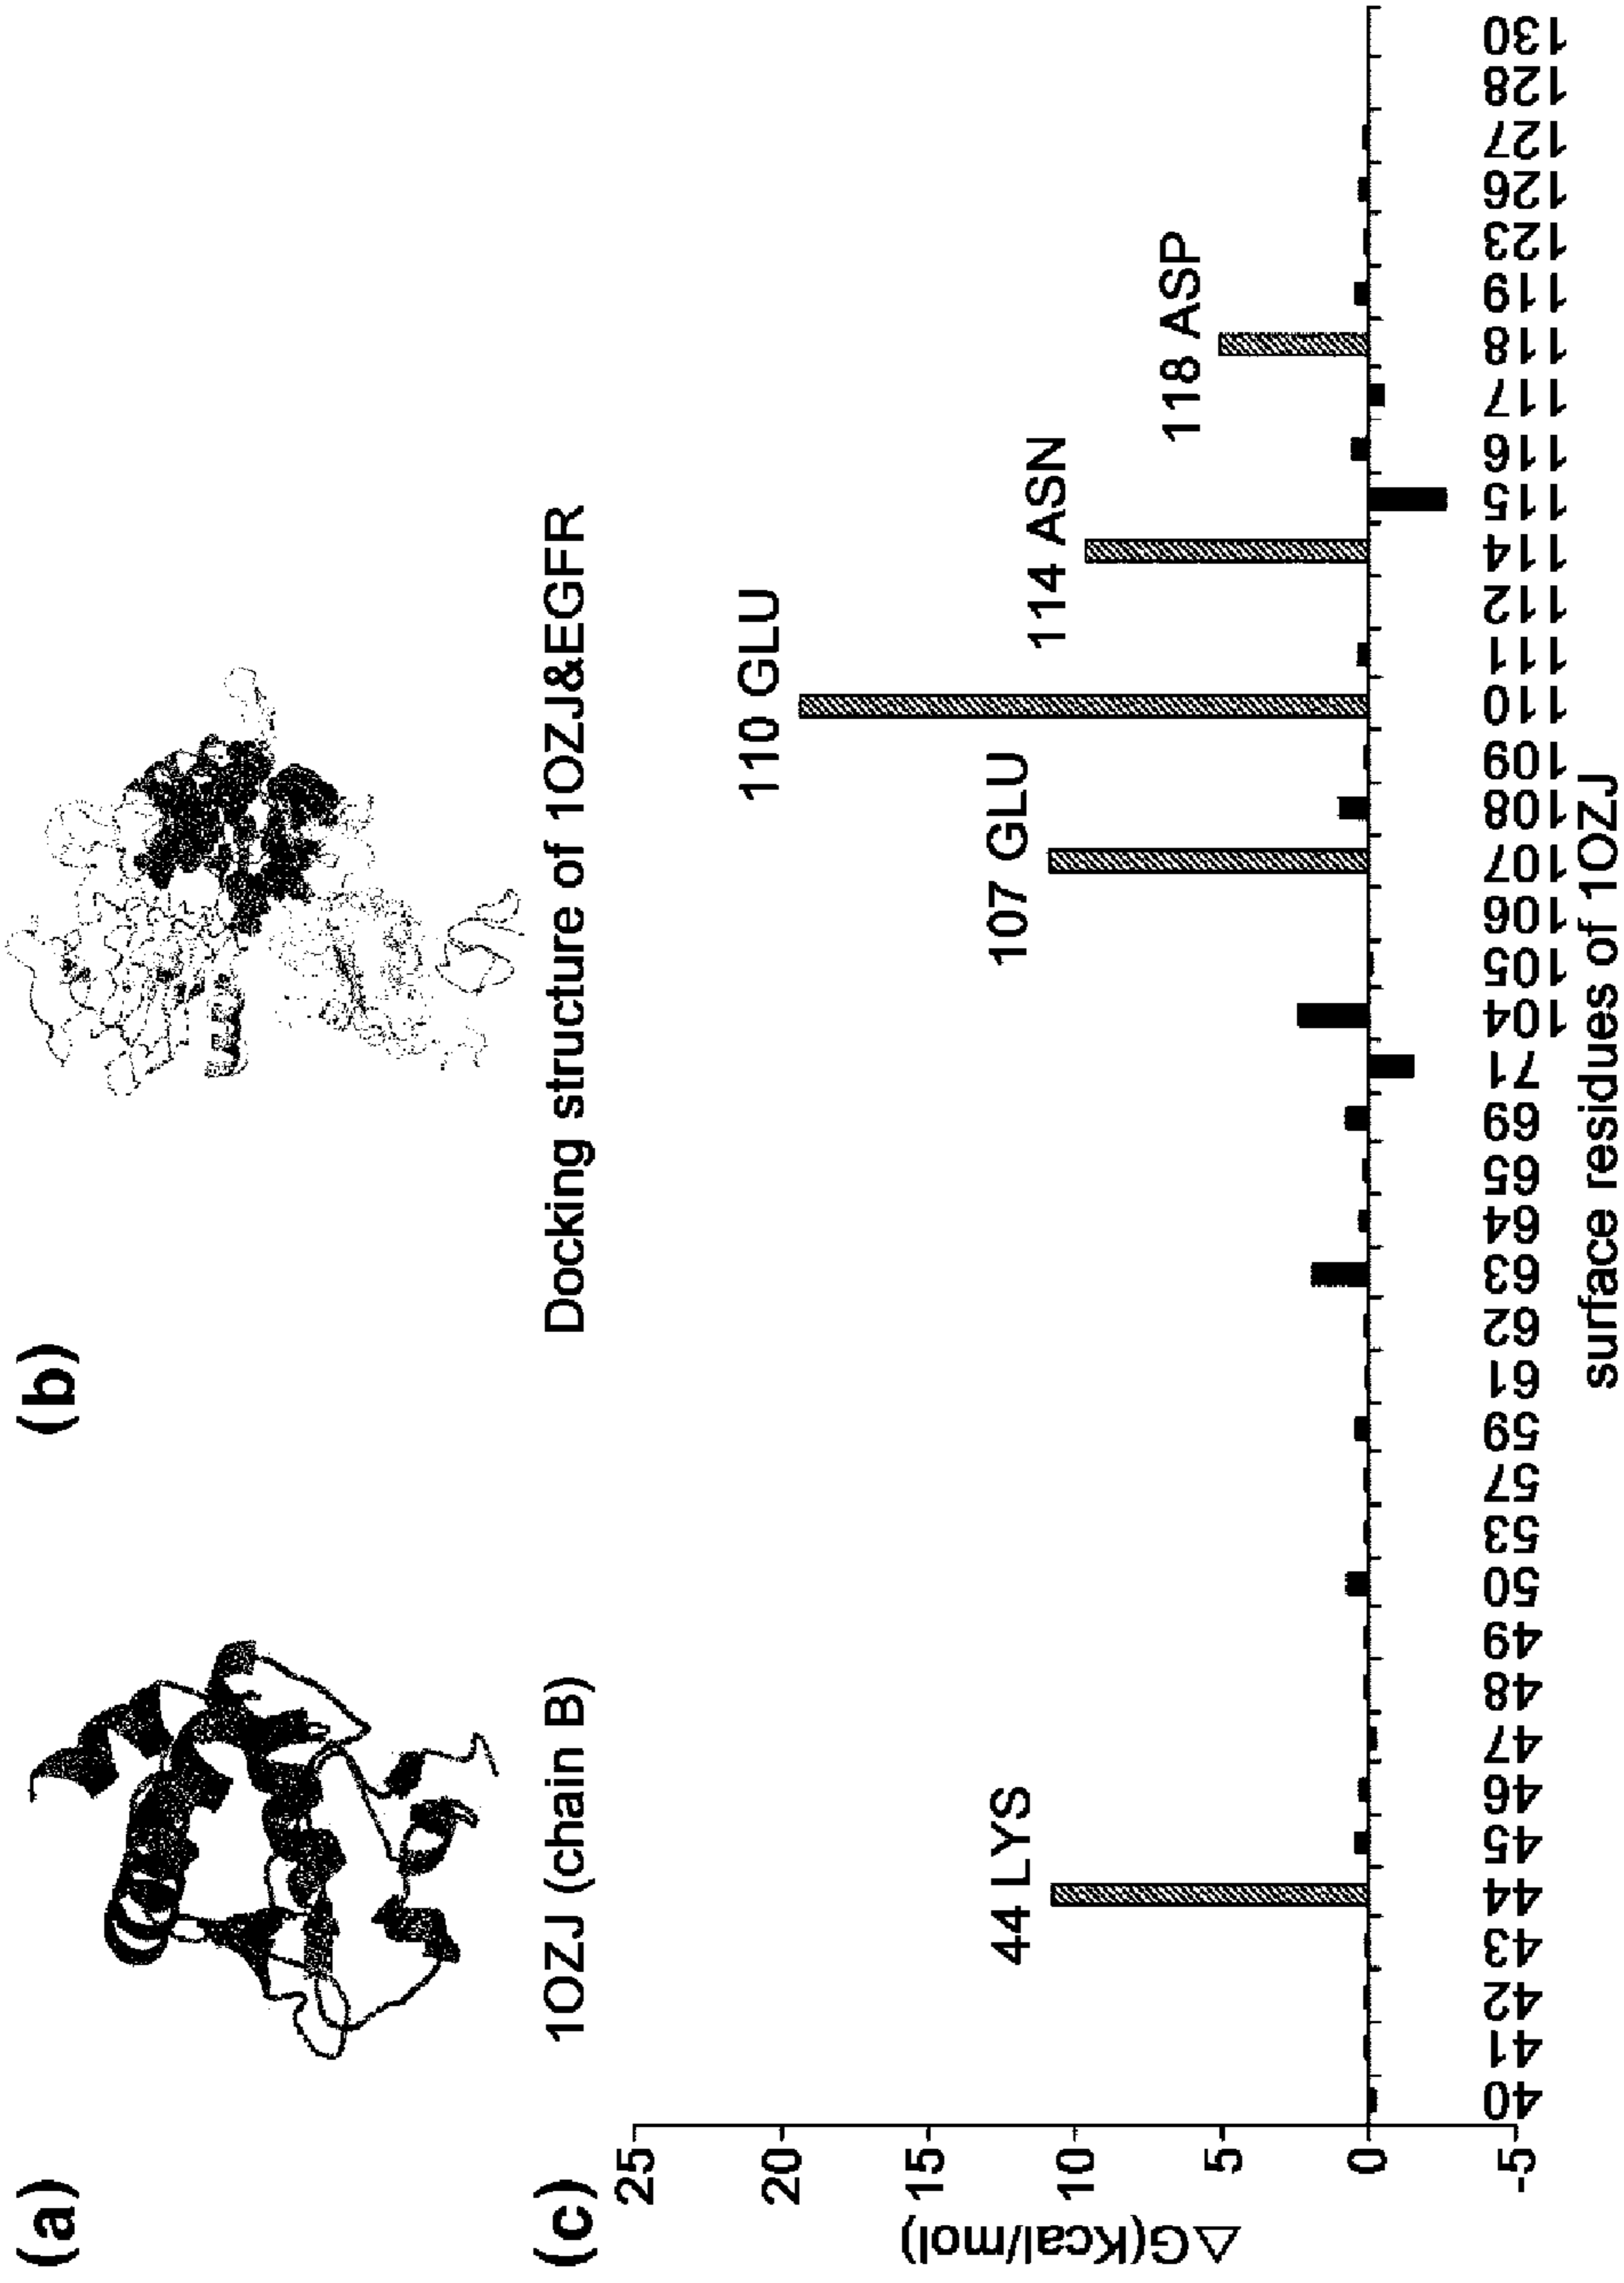 (a)
(b)
1OZJ (chain B)
Docking structure of 1OZJ&EGFR
(c)
△G(Kcal/mol)
25
20
15
10
5
0
-5
44 LYS
107 GLU
110 GLU
114 ASN
118 ASP
40 41 42 43 44 45 46 47 48 49 50 53 57 59 61 62 63 64 65 69 71 104 105 106 107 108 109 110 111 112 114 115 116 117 118 119 123 126 127 128 130
surface residues of 1OZJ